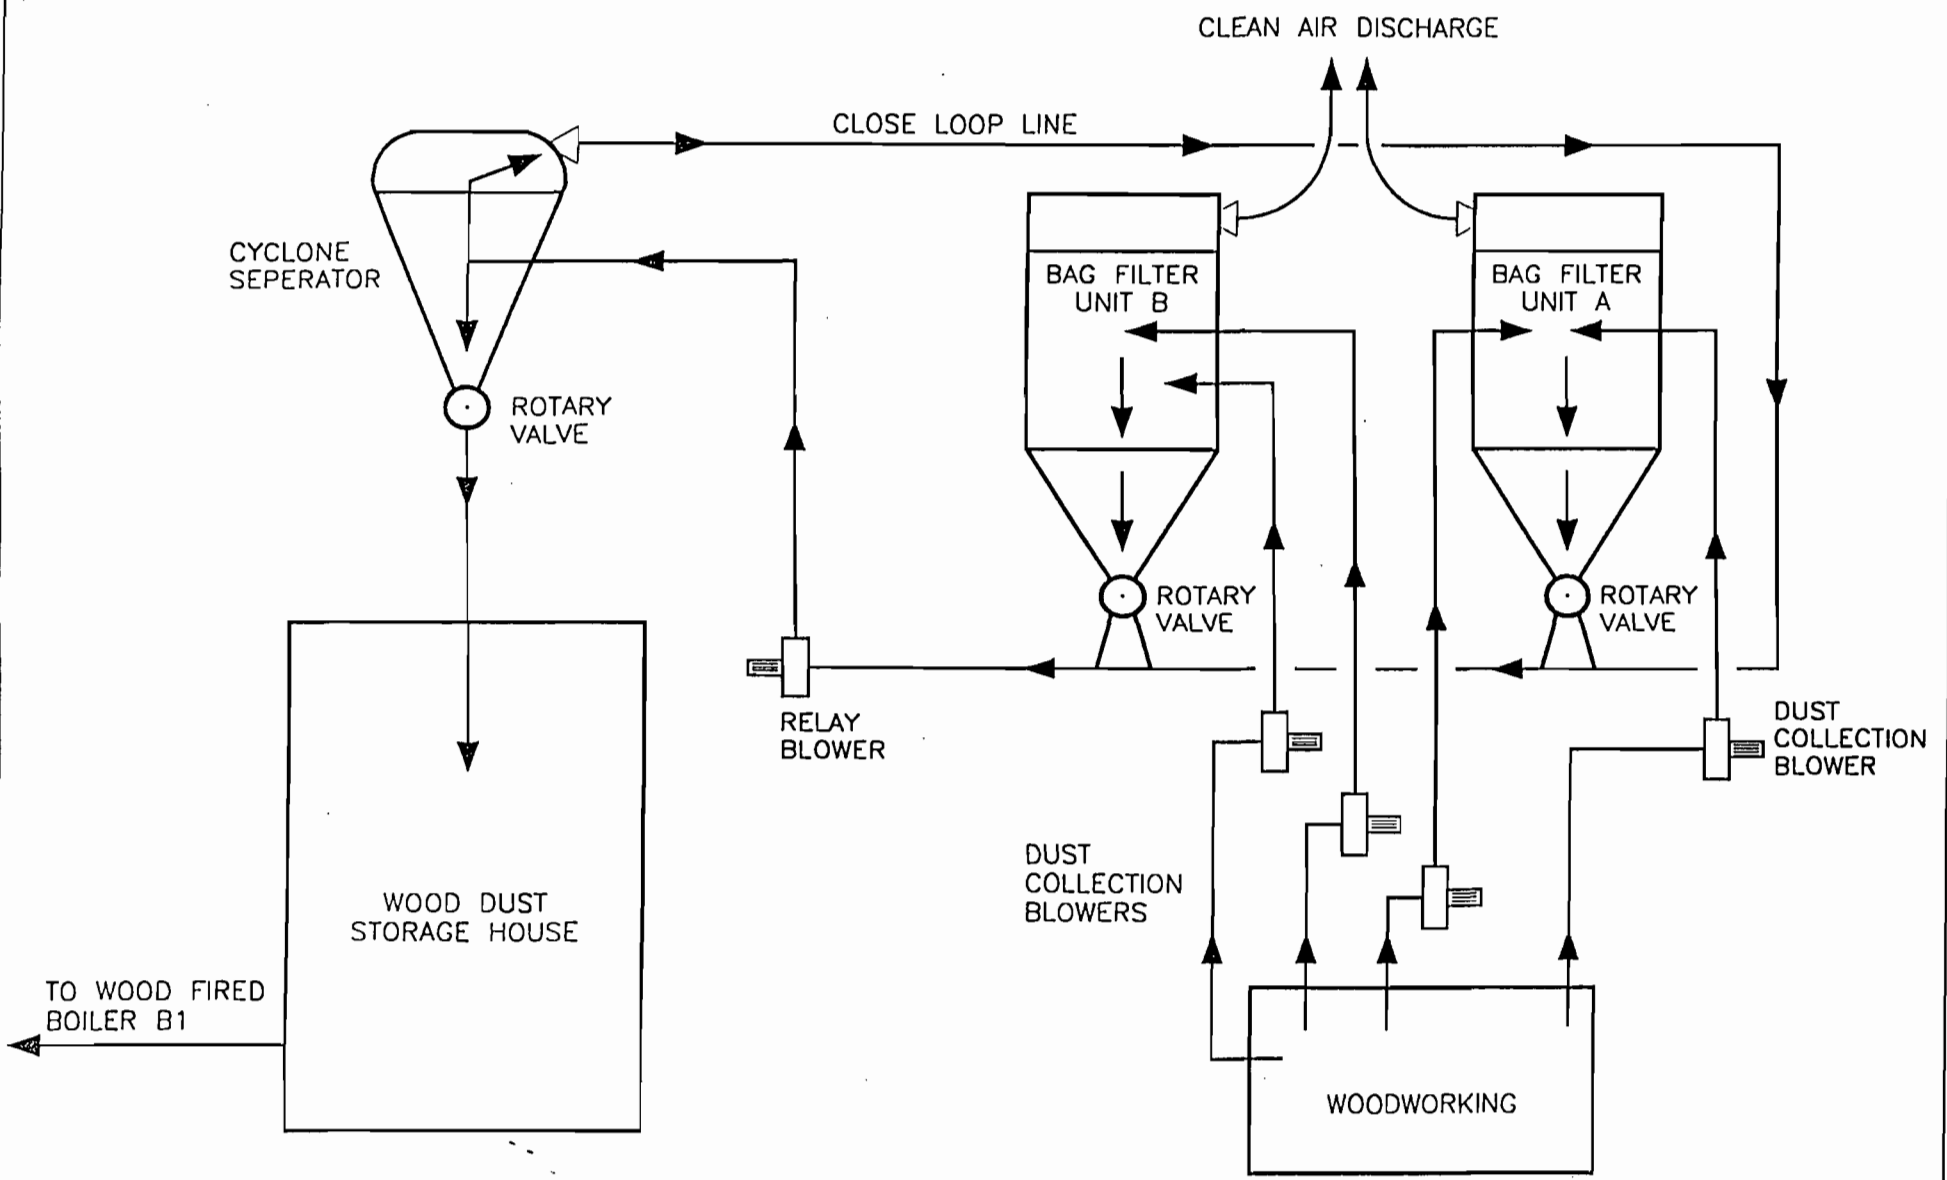 CLEAN AIR DISCHARGE
CLOSE LOOP LINE
CYCLONE
SEPERATOR
BAG FILTER
UNIT B
BAG FILTER
UNIT A
ROTARY
VALVE
ROTARY
VALVE
ROTARY
VALVE
RELAY
BLOWER
DUST
COLLECTION
BLOWER
DUST
COLLECTION
BLOWERS
WOOD DUST
STORAGE HOUSE
TO WOOD FIRED
BOILER B1
WOODWORKING